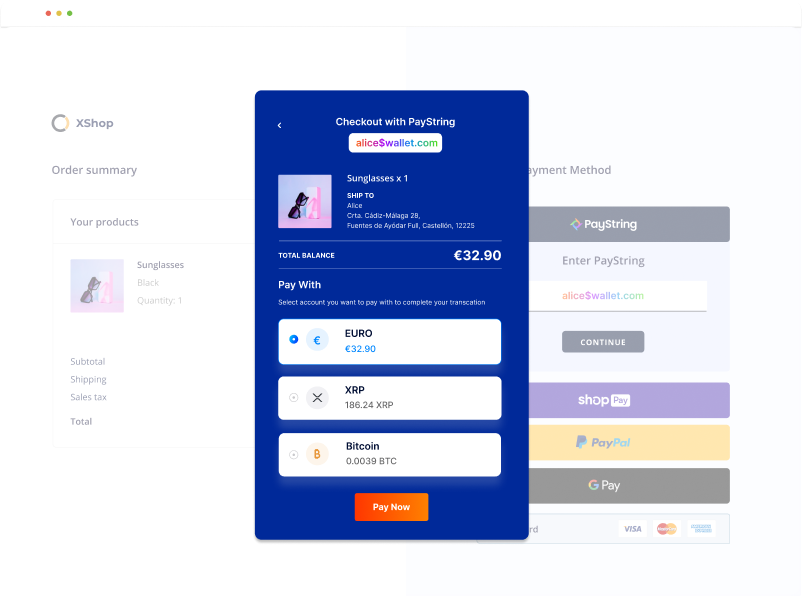 XShop
Order summary
Your products
Sunglasses
Black
Quantity: 1
Subtotal
Shipping
Sales tax
Total
Checkout with PayString
alice$wallet.com
Sunglasses x 1
SHIP TO
Alice
Crta. Cádiz-Málaga 28,
Fuentes de Ayódar Full, Castellón, 12225
TOTAL BALANCE €32.90
Pay With
Select account you want to pay with to complete your transcation
€ EURO
€32.90
XRP
186.24 XRP
Bitcoin
0.0039 BTC
Pay Now
ayment Method
PayString
Enter PayString
alice$wallet.com
CONTINUE
shop Pay
PayPal
G Pay
rd VISA